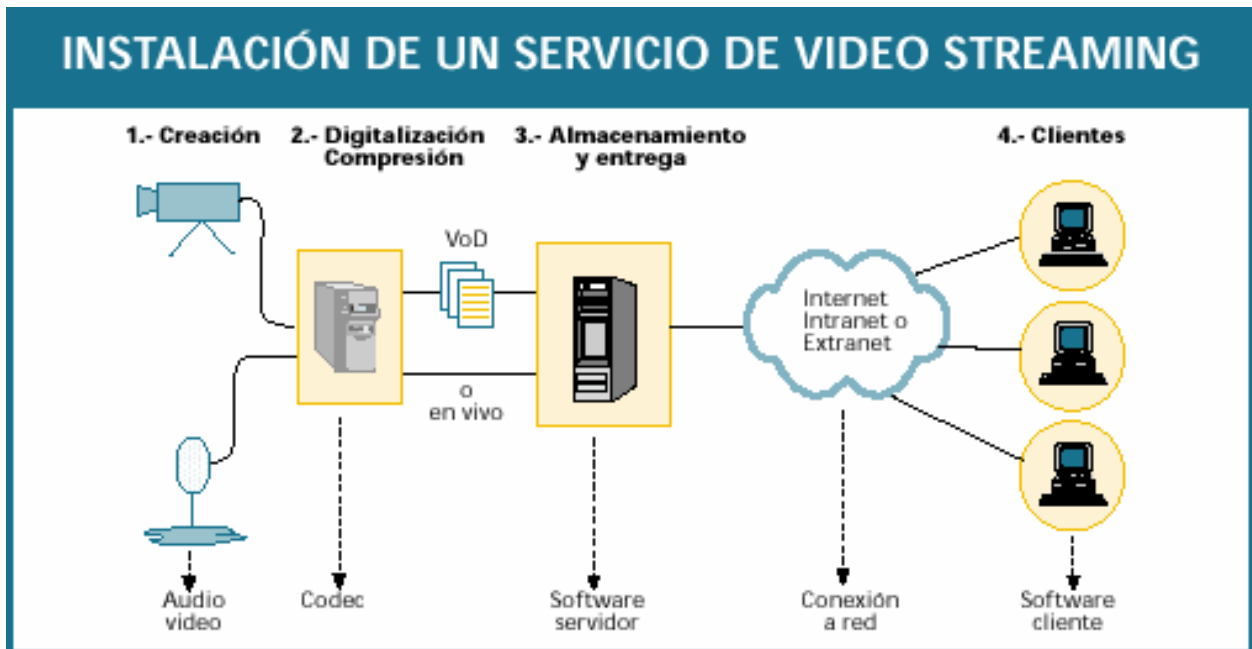 INSTALACIÓN DE UN SERVICIO DE VIDEO STREAMING
1.- Creación
2.- Digitalización
Compresión
3.- Almacenamiento
y entrega
4.- Clientes
VoD
o
en vivo
Internet
Intranet o
Extranet
Audio
video
Codec
Software
servidor
Conexión
a red
Software
cliente